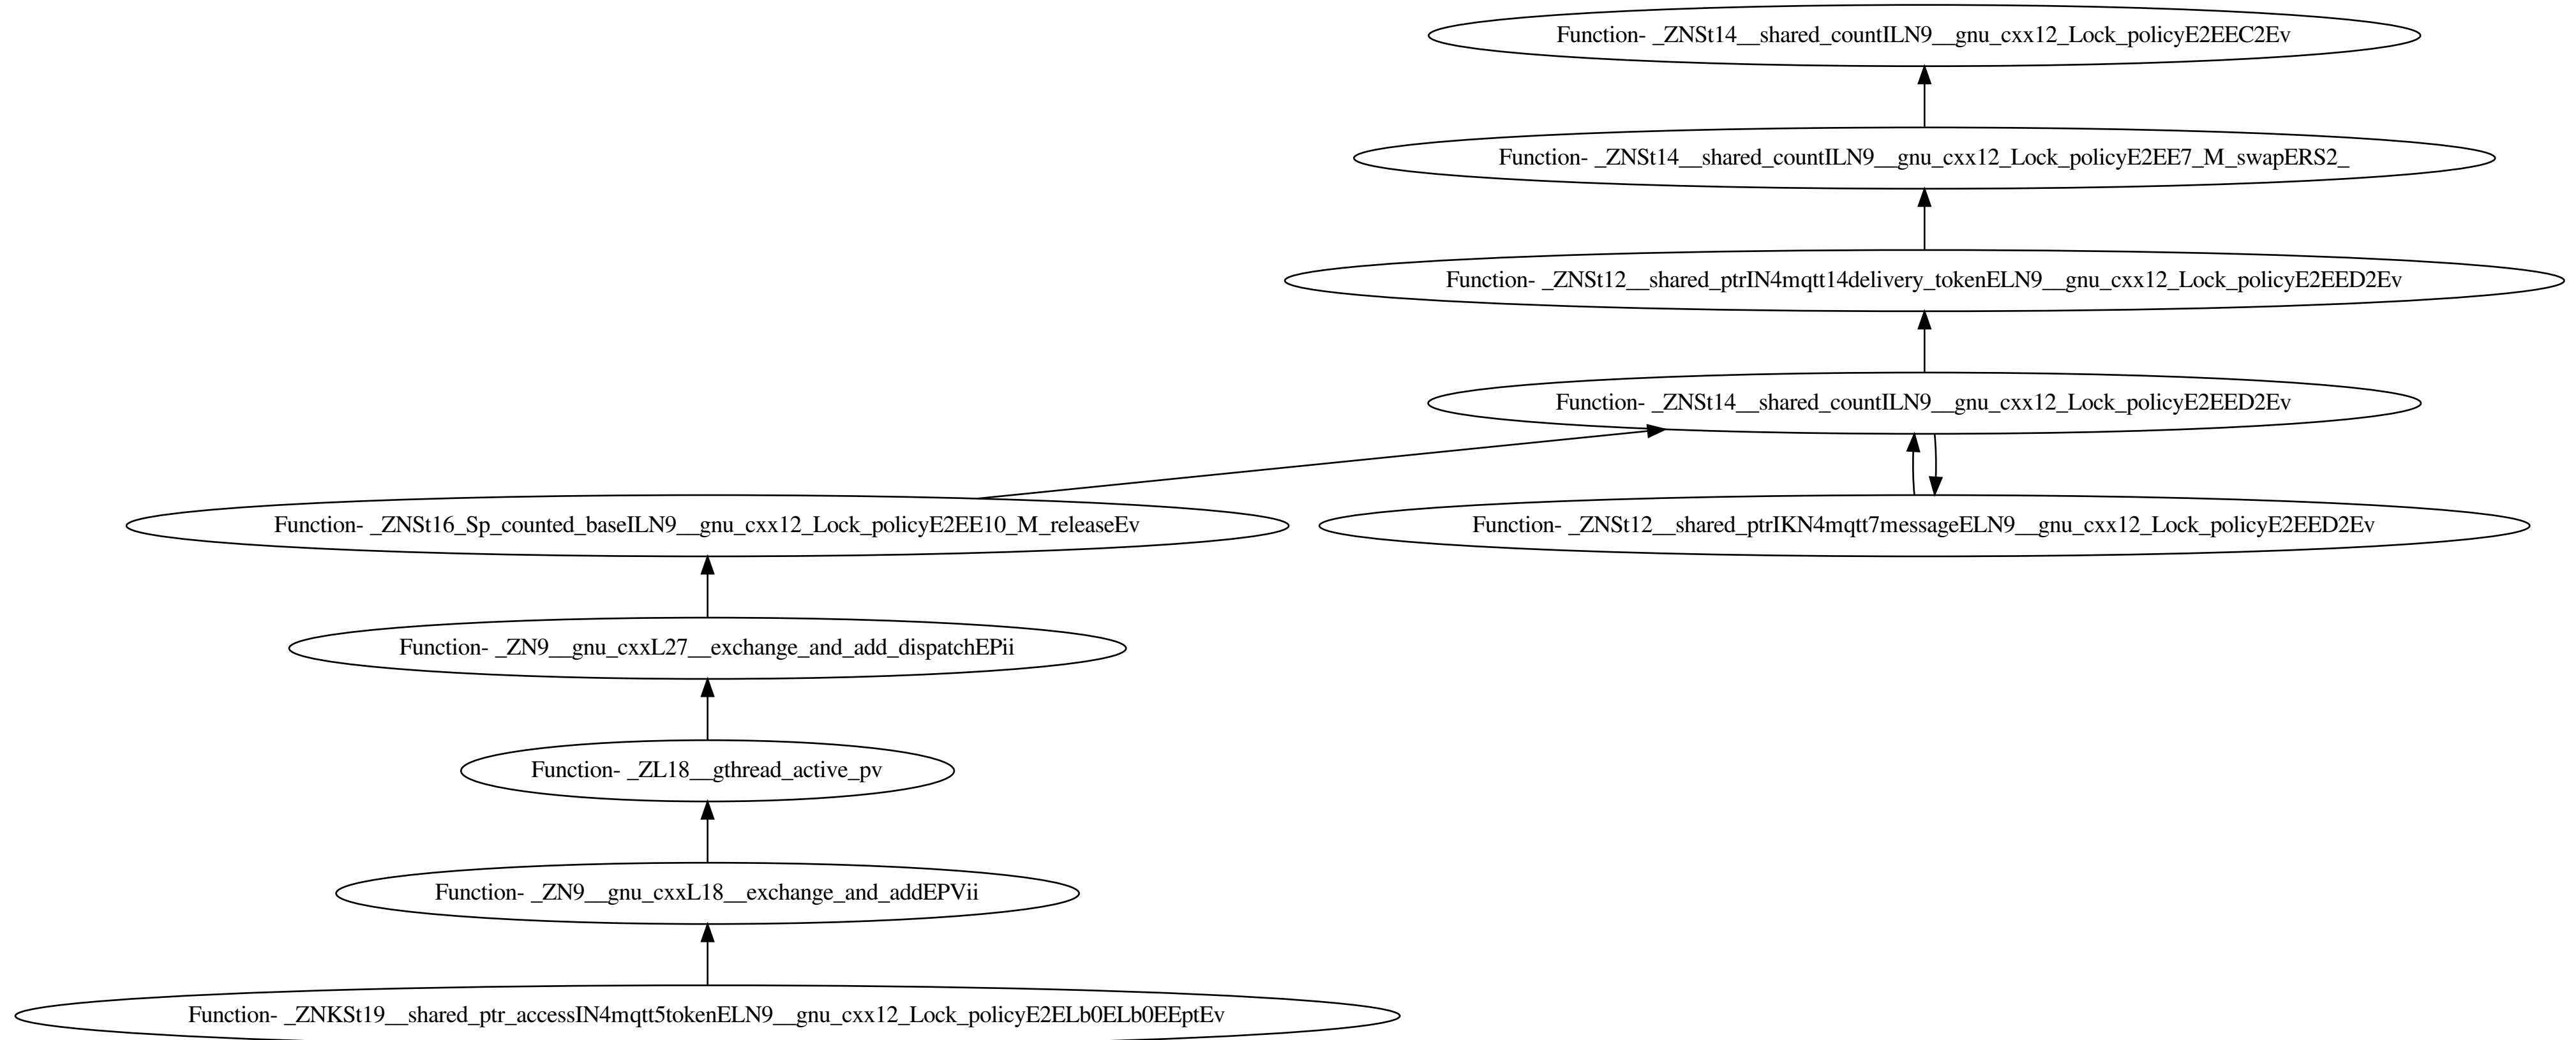 Function- _ZNSt14__shared_countILN9__gnu_cxx12_Lock_policyE2EEC2Ev
Function- _ZNSt14__shared_countILN9__gnu_cxx12_Lock_policyE2EE7_M_swapERS2_
Function- _ZNSt12__shared_ptrIN4mqtt14delivery_tokenELN9__gnu_cxx12_Lock_policyE2EED2Ev
Function- _ZNSt14__shared_countILN9__gnu_cxx12_Lock_policyE2EED2Ev
Function- _ZNSt16_Sp_counted_baseILN9__gnu_cxx12_Lock_policyE2EE10_M_releaseEv
Function- _ZNSt12__shared_ptrIKN4mqtt7messageELN9__gnu_cxx12_Lock_policyE2EED2Ev
Function- _ZN9__gnu_cxxL27__exchange_and_add_dispatchEPii
Function- _ZL18__gthread_active_pv
Function- _ZN9__gnu_cxxL18__exchange_and_addEPVii
Function- _ZNKSt19__shared_ptr_accessIN4mqtt5tokenELN9__gnu_cxx12_Lock_policyE2ELb0ELb0EEptEv